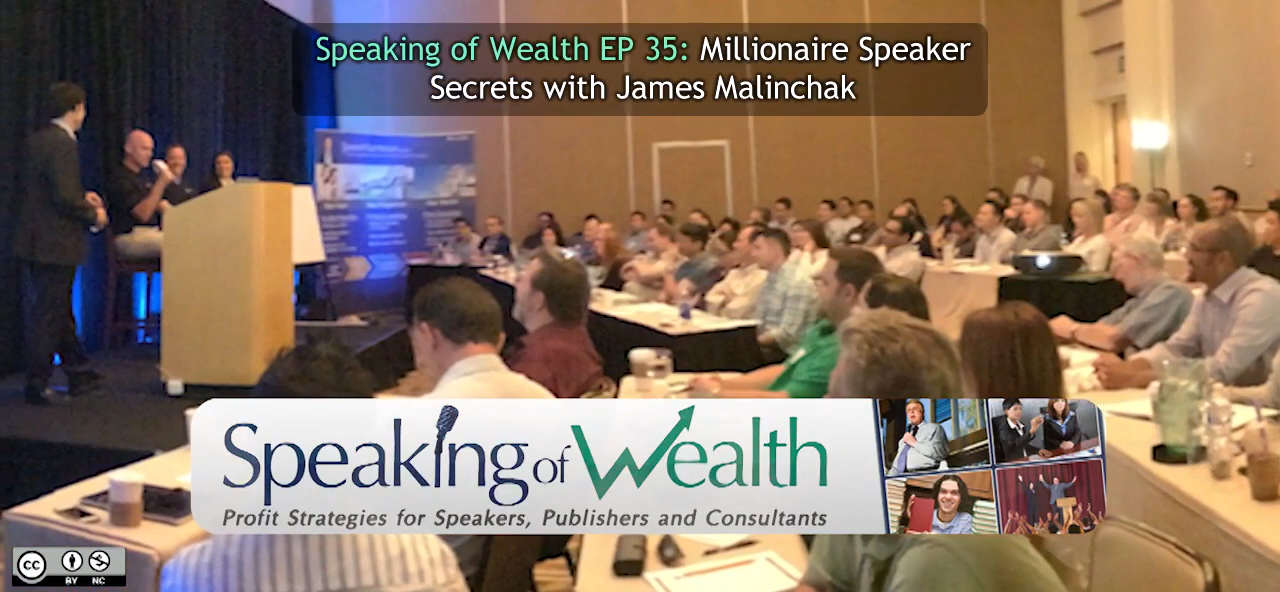 Speaking of Wealth EP 35: Millionaire Speaker
Secrets with James Malinchak
Speaking of Wealth
Profit Strategies for Speakers, Publishers and Consultants
cc
BY NC